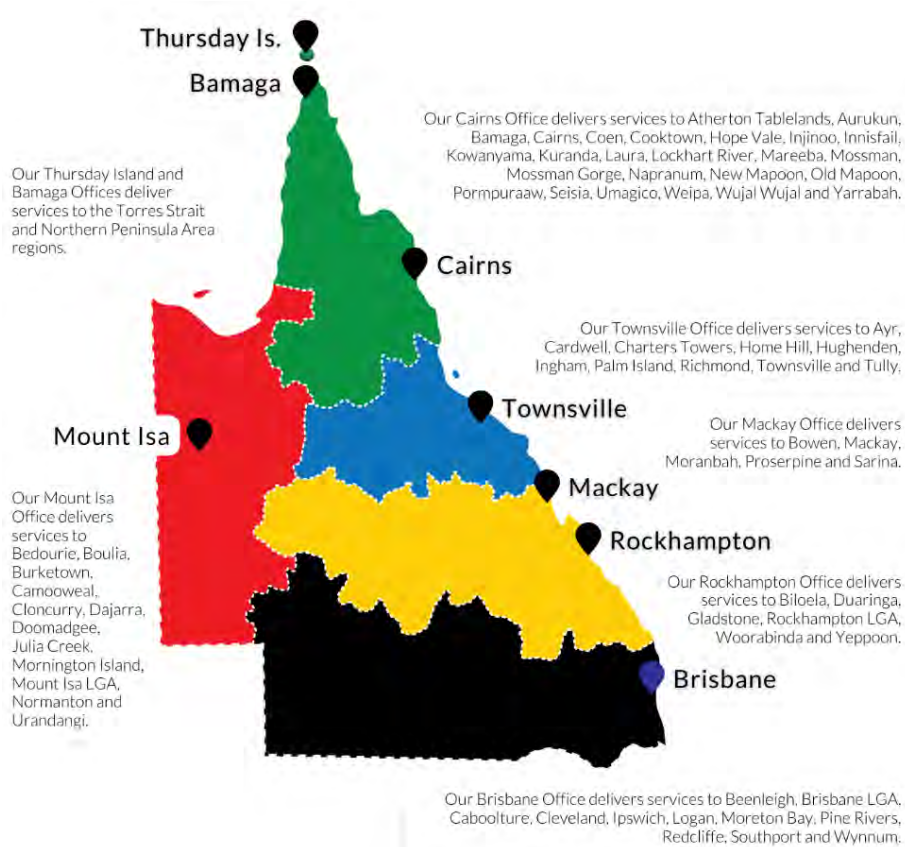 Thursday Is.
Bamaga
Our Cairns Office delivers services to Atherton Tablelands, Aurukun,
Bamaga, Cairns, Coen, Cooktown, Hope Vale, Injinoo, Innisfail,
Kowanyama, Kuranda, Laura, Lockhart River, Mareeba, Mossman,
Mossman Gorge, Napranum, New Mapoon, Old Mapoon,
Pormpuraaw, Seisia, Umagico, Weipa, Wujal Wujal and Yarrabah.
Our Thursday Island and
Bamaga Offices deliver
services to the Torres Strait
and Northern Peninsula Area
regions.
Cairns
Our Townsville Office delivers services to Ayr,
Cardwell, Charters Towers, Home Hill, Hughenden,
Ingham, Palm Island, Richmond, Townsville and Tully.
Townsville
Mount Isa
Our Mackay Office delivers
services to Bowen, Mackay,
Moranbah, Proserpine and Sarina.
Mackay
Our Mount Isa
Office delivers
services to
Bedourie, Boulia,
Burketown,
Camooweal,
Cloncurry, Dajarra,
Doomadgee,
Julia Creek,
Mornington Island,
Mount Isa LGA,
Normanton and
Urandangi.
Rockhampton
Our Rockhampton Office delivers
services to Biloela, Duaringa,
Gladstone, Rockhampton LGA,
Woorabinda and Yeppoon.
Brisbane
Our Brisbane Office delivers services to Beenleigh, Brisbane LGA,
Caboolture, Cleveland, Ipswich, Logan, Moreton Bay, Pine Rivers,
Redcliffe, Southport and Wynnum.